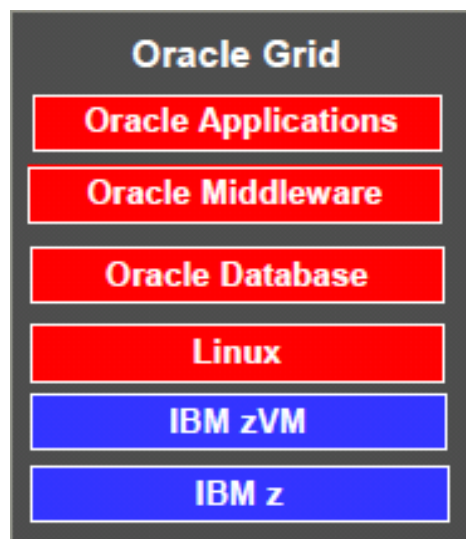 Oracle Grid
Oracle Applications
Oracle Middleware
Oracle Database
Linux
IBM zVM
IBM z